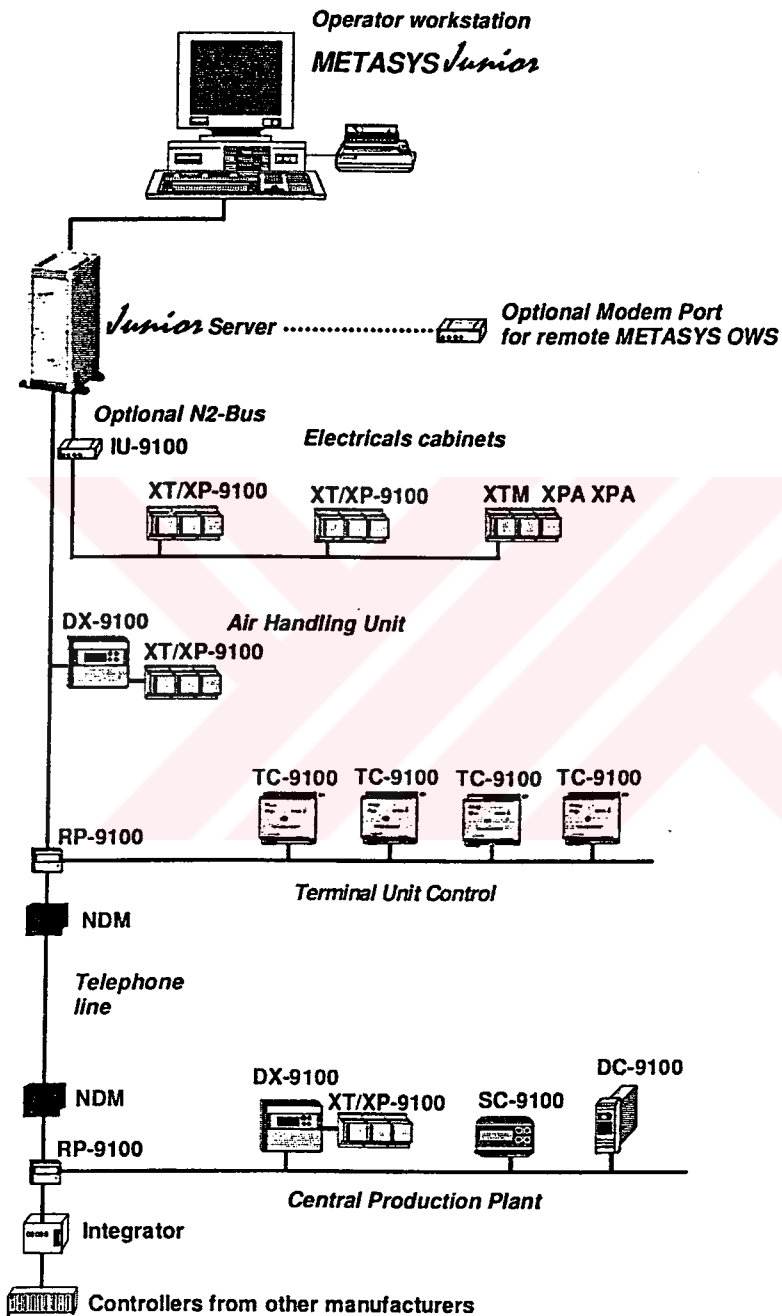 Operator workstation
METASYS Junior
Junior Server
Optional Modem Port
for remote METASYS OWS
Optional N2-Bus
IU-9100
Electricals cabinets
XT/XP-9100
XT/XP-9100
XTM XPA XPA
DX-9100
Air Handling Unit
XT/XP-9100
TC-9100
TC-9100
TC-9100
TC-9100
RP-9100
Terminal Unit Control
NDM
Telephone
line
NDM
DX-9100
XT/XP-9100
SC-9100
DC-9100
RP-9100
Central Production Plant
Integrator
Controllers from other manufacturers